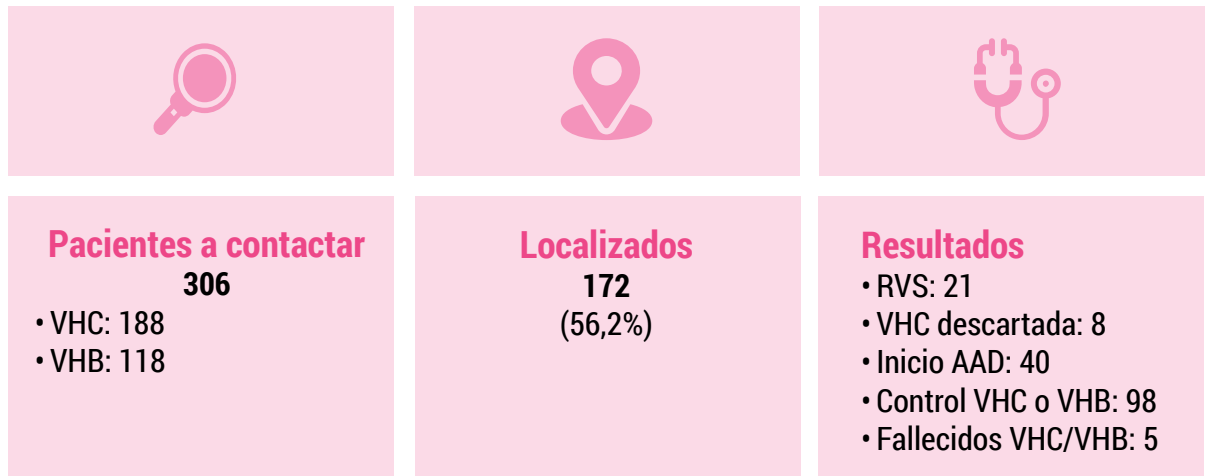 Pacientes a contactar
306
• VHC: 188
• VHB: 118
Localizados
172
(56,2%)
Resultados
• RVS: 21
• VHC descartada: 8
• Inicio AAD: 40
• Control VHC o VHB: 98
• Fallecidos VHC/VHB: 5